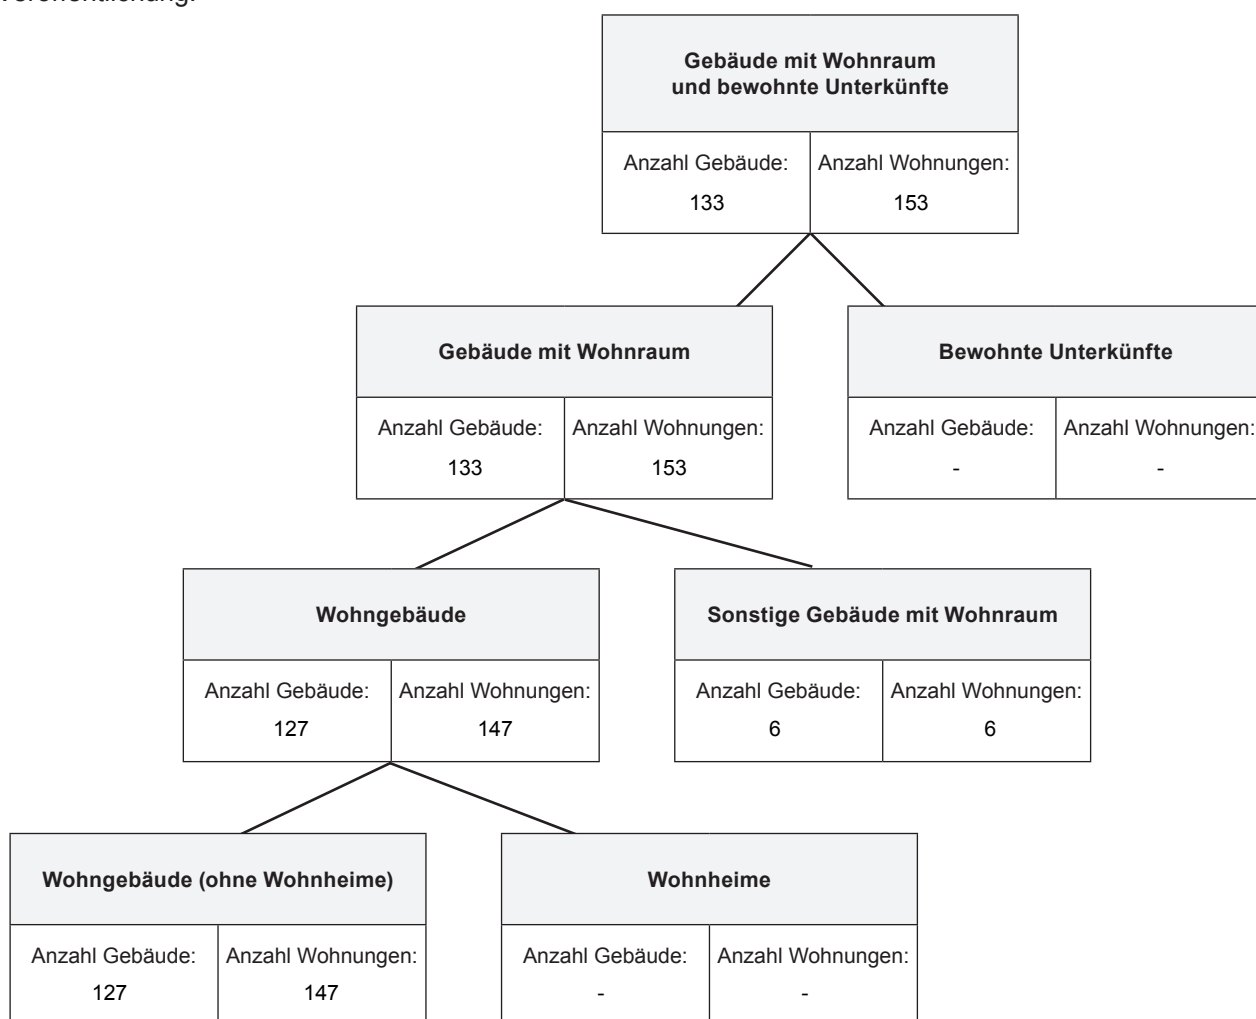 Veröffentlichung.
Gebäude mit Wohnraum
und bewohnte Unterkünfte
Anzahl Gebäude: Anzahl Wohnungen:
133 153
Gebäude mit Wohnraum Bewohnte Unterkünfte
Anzahl Gebäude: Anzahl Wohnungen: Anzahl Gebäude: Anzahl Wohnungen:
133 153 - -
Wohngebäude Sonstige Gebäude mit Wohnraum
Anzahl Gebäude: Anzahl Wohnungen: Anzahl Gebäude: Anzahl Wohnungen:
127 147 6 6
Wohngebäude (ohne Wohnheime) Wohnheime
Anzahl Gebäude: Anzahl Wohnungen: Anzahl Gebäude: Anzahl Wohnungen:
127 147 - -